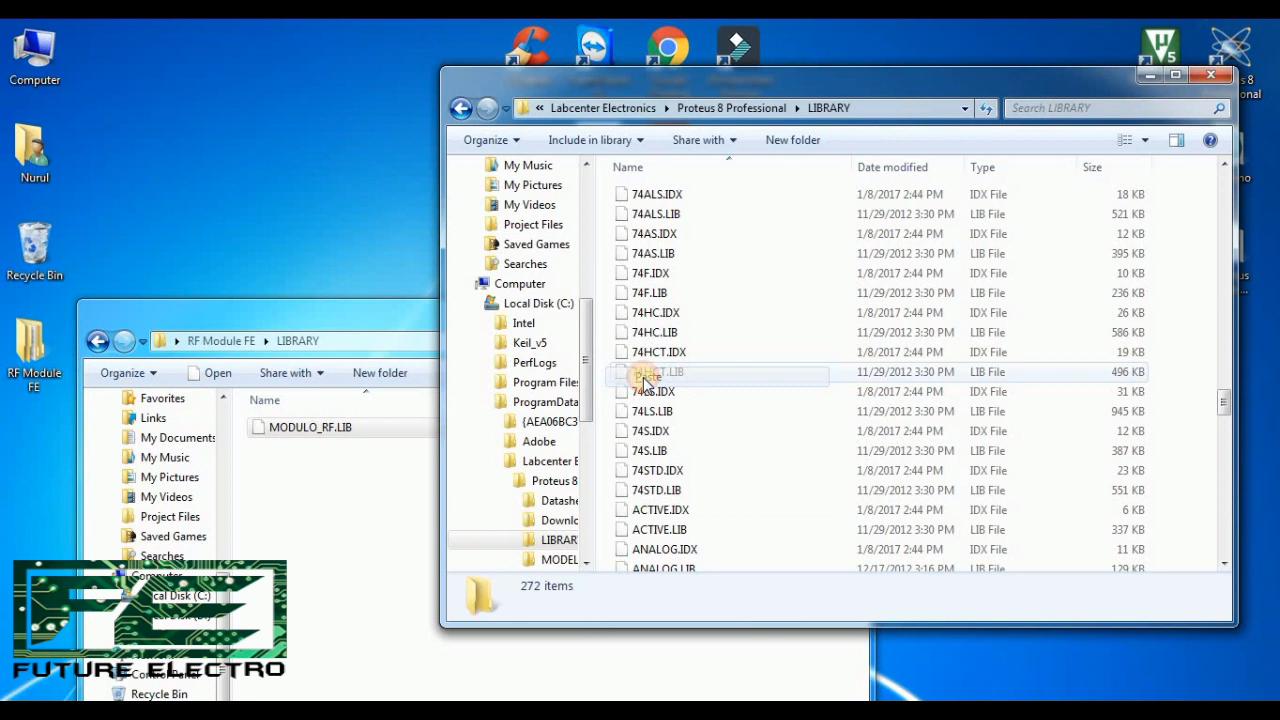 Computer
Nurul
Recycle Bin
RF Module
FE
5
s 8
onal
« Labcenter Electronics Proteus 8 Professional LIBRARY
Search LIBRARY
Organize Include in library Share with New folder
My Music
My Pictures
My Videos
Project Files
Saved Games
Searches
Computer
Local Disk (C:)
Intel
Keil_v5
PerfLogs
Program Files
ProgramData
{AEA06BC3
Adobe
Labcenter E
Proteus 8
Datashe
Downlo
LIBRAR
MODEL
Name Date modified Type Size
74ALS.IDX 1/8/2017 2:44 PM IDX File 18 KB
74ALS.LIB 11/29/2012 3:30 PM LIB File 521 KB
74AS.IDX 1/8/2017 2:44 PM IDX File 12 KB
74AS.LIB 11/29/2012 3:30 PM LIB File 395 KB
74F.IDX 1/8/2017 2:44 PM IDX File 10 KB
74F.LIB 11/29/2012 3:30 PM LIB File 236 KB
74HC.IDX 1/8/2017 2:44 PM IDX File 26 KB
74HC.LIB 11/29/2012 3:30 PM LIB File 586 KB
74HCT.IDX 1/8/2017 2:44 PM IDX File 19 KB
74HCT.LIB 11/29/2012 3:30 PM LIB File 496 KB
Paste
74LS.IDX 1/8/2017 2:44 PM IDX File 31 KB
74LS.LIB 11/29/2012 3:30 PM LIB File 945 KB
74S.IDX 1/8/2017 2:44 PM IDX File 12 KB
74S.LIB 11/29/2012 3:30 PM LIB File 387 KB
74STD.IDX 1/8/2017 2:44 PM IDX File 23 KB
74STD.LIB 11/29/2012 3:30 PM LIB File 551 KB
ACTIVE.IDX 1/8/2017 2:44 PM IDX File 6 KB
ACTIVE.LIB 11/29/2012 3:30 PM LIB File 337 KB
ANALOG.IDX 1/8/2017 2:44 PM IDX File 11 KB
ANALOG.LIB 12/17/2012 3:16 PM LIB File 129 KB
272 items
RF Module FE LIBRARY
Organize Open Share with New folder
Favorites
Links
My Documents
My Music
My Pictures
My Videos
Project Files
Saved Games
Searches
Computer
cal Disk (C:)
Control Panel
Recycle Bin
Name
MODULO_RF.LIB
FE
FUTURE ELECTRO